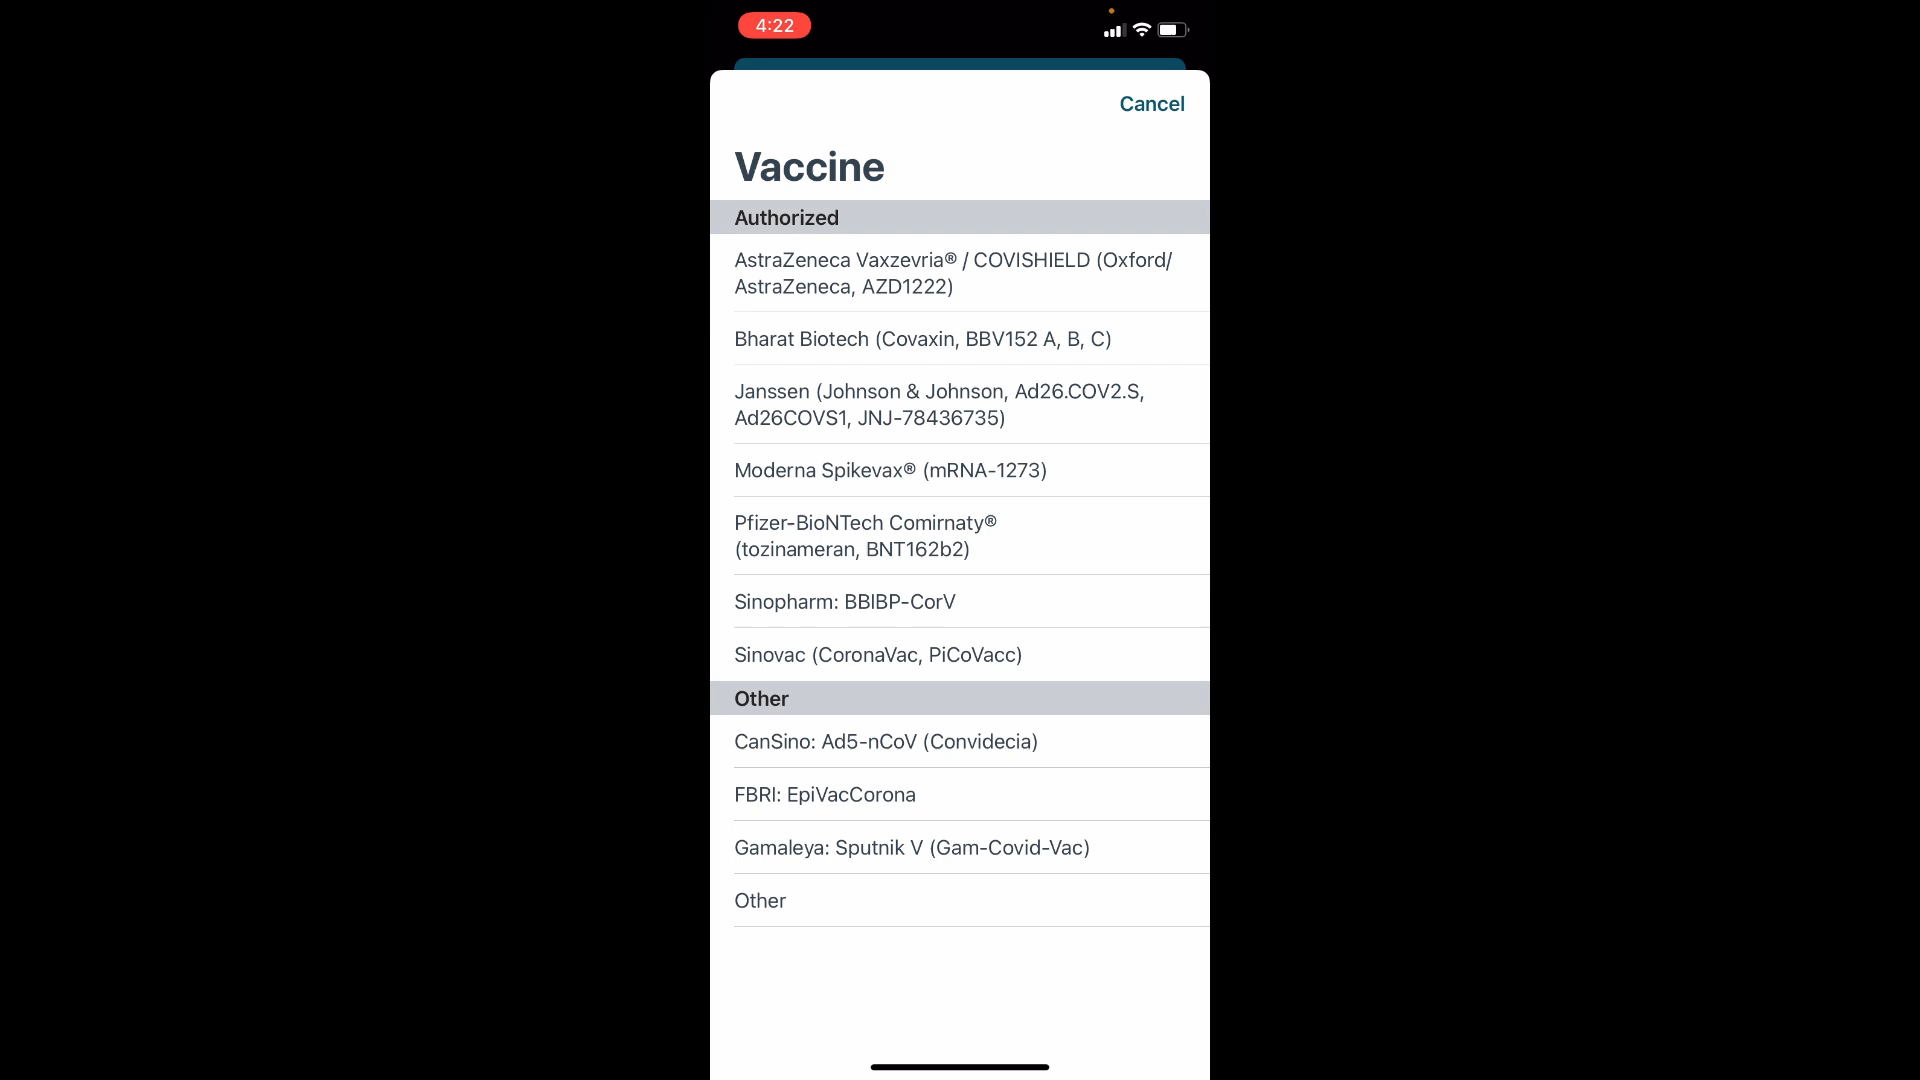 4:22
Cancel
Vaccine
Authorized
AstraZeneca Vaxzevria® / COVISHIELD (Oxford/
AstraZeneca, AZD1222)
Bharat Biotech (Covaxin, BBV152 A, B, C)
Janssen (Johnson & Johnson, Ad26.COV2.S,
Ad26COVS1, JNJ-78436735)
Moderna Spikevax® (mRNA-1273)
Pfizer-BioNTech Comirnaty®
(tozinameran, BNT162b2)
Sinopharm: BBIBP-CorV
Sinovac (CoronaVac, PiCoVacc)
Other
CanSino: Ad5-nCoV (Convidecia)
FBRI: EpiVacCorona
Gamaleya: Sputnik V (Gam-Covid-Vac)
Other